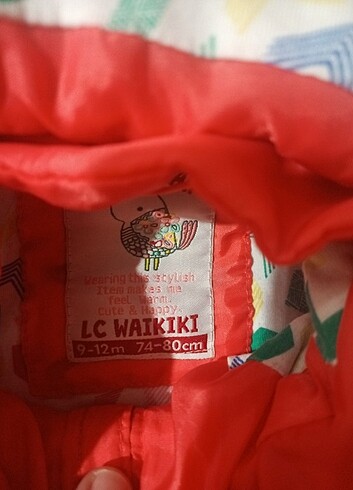 Wearing this stylish
Item makes me
feel warm.
Cute & Happy
LC WAIKIKI
9-12m 74-80cm